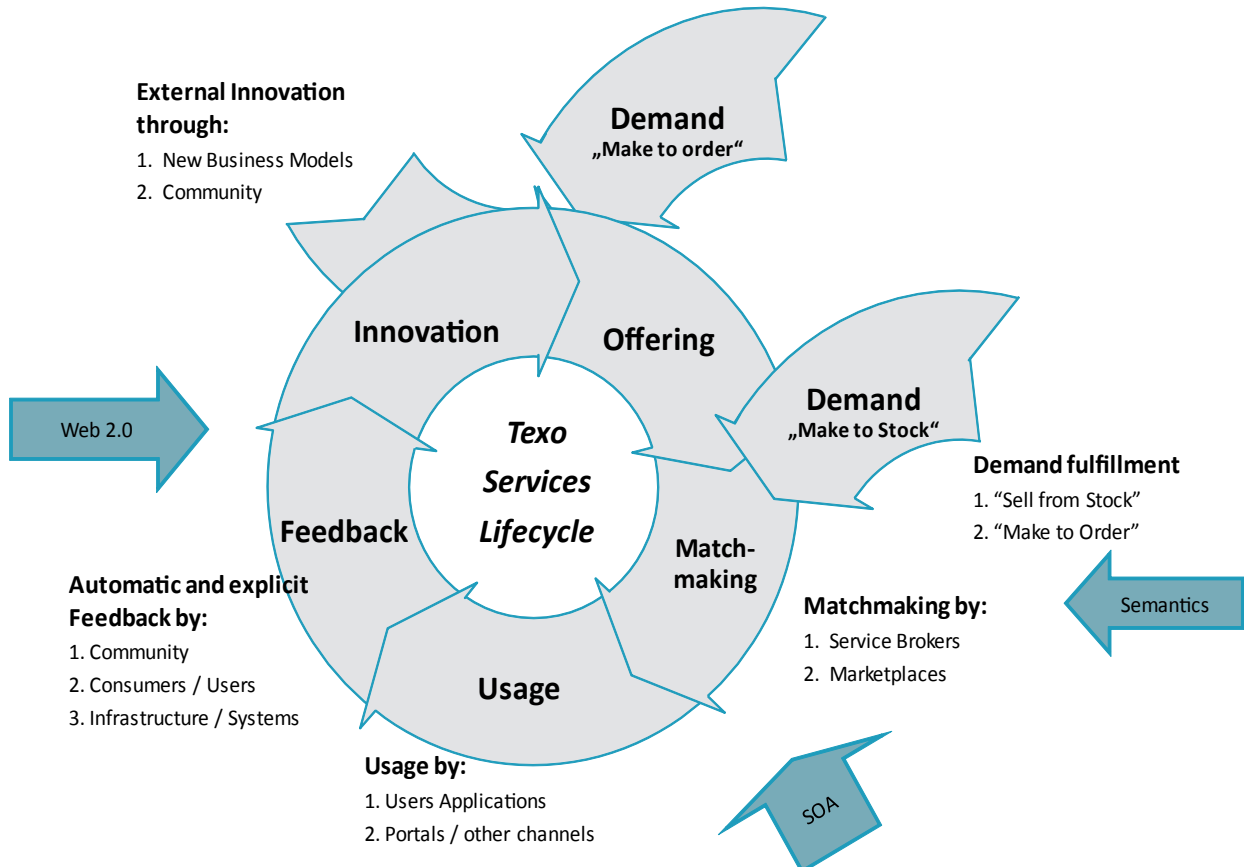 External Innovation
through:
1. New Business Models
2. Community
Demand
„Make to order“
Innovation
Offering
Demand
„Make to Stock“
Web 2.0
Texo
Services
Lifecycle
Demand fulfillment
1. “Sell from Stock”
2. “Make to Order”
Feedback
Match-
making
Automatic and explicit
Feedback by:
1. Community
2. Consumers / Users
3. Infrastructure / Systems
Matchmaking by:
1. Service Brokers
2. Marketplaces
Semantics
Usage
Usage by:
1. Users Applications
2. Portals / other channels
SOA